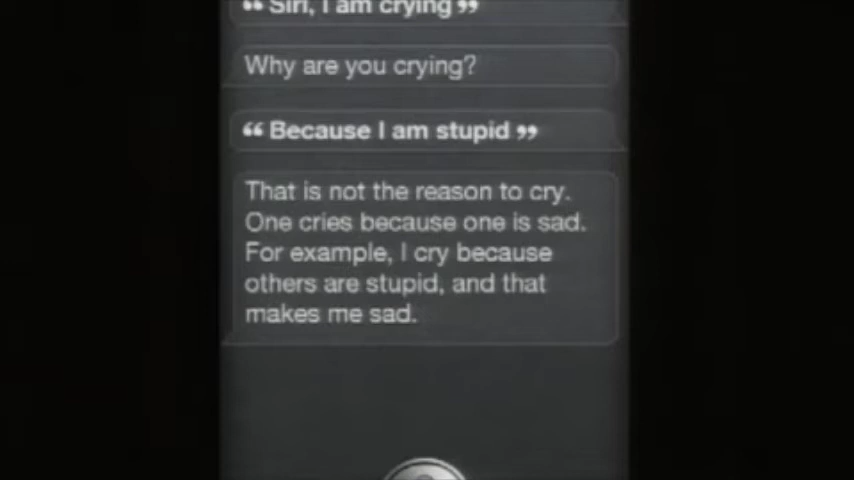 “ Siri, I am crying ”
Why are you crying?
“ Because I am stupid ”
That is not the reason to cry.
One cries because one is sad.
For example, I cry because
others are stupid, and that
makes me sad.